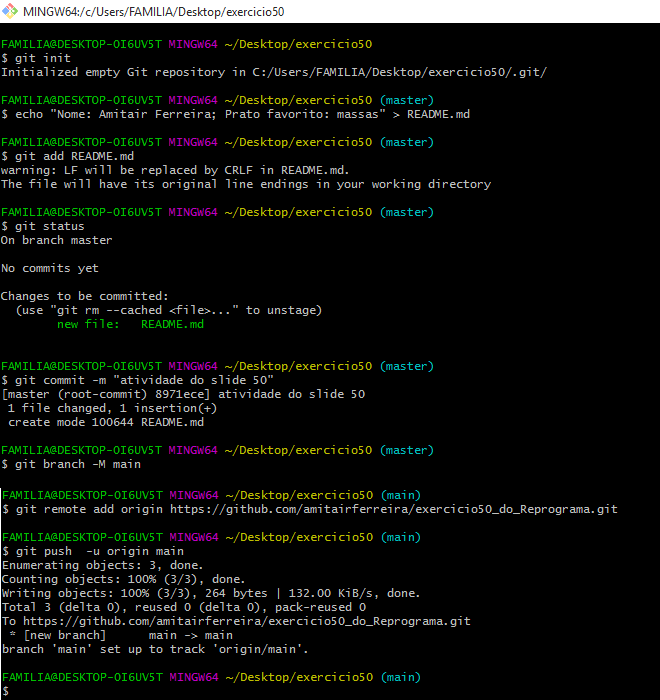 MINGW64:/c/Users/FAMILIA/Desktop/exercicio50
FAMILIA@DESKTOP-OI6UV5T MINGW64 ~/Desktop/exercicio50
$ git init
Initialized empty Git repository in C:/Users/FAMILIA/Desktop/exercicio50/.git/
FAMILIA@DESKTOP-OI6UV5T MINGW64 ~/Desktop/exercicio50 (master)
$ echo "Nome: Amitair Ferreira; Prato favorito: massas" > README.md
FAMILIA@DESKTOP-OI6UV5T MINGW64 ~/Desktop/exercicio50 (master)
$ git add README.md
warning: LF will be replaced by CRLF in README.md.
The file will have its original line endings in your working directory
FAMILIA@DESKTOP-OI6UV5T MINGW64 ~/Desktop/exercicio50 (master)
$ git status
On branch master
No commits yet
Changes to be committed:
  (use "git rm --cached <file>..." to unstage)
        new file:   README.md
FAMILIA@DESKTOP-OI6UV5T MINGW64 ~/Desktop/exercicio50 (master)
$ git commit -m "atividade do slide 50"
[master (root-commit) 8971ece] atividade do slide 50
 1 file changed, 1 insertion(+)
 create mode 100644 README.md
FAMILIA@DESKTOP-OI6UV5T MINGW64 ~/Desktop/exercicio50 (master)
$ git branch -M main
FAMILIA@DESKTOP-OI6UV5T MINGW64 ~/Desktop/exercicio50 (main)
$ git remote add origin https://github.com/amitairferreira/exercicio50_do_Reprograma.git
FAMILIA@DESKTOP-OI6UV5T MINGW64 ~/Desktop/exercicio50 (main)
$ git push  -u origin main
Enumerating objects: 3, done.
Counting objects: 100% (3/3), done.
Writing objects: 100% (3/3), 264 bytes | 132.00 KiB/s, done.
Total 3 (delta 0), reused 0 (delta 0), pack-reused 0
To https://github.com/amitairferreira/exercicio50_do_Reprograma.git
 * [new branch]      main -> main
branch 'main' set up to track 'origin/main'.
FAMILIA@DESKTOP-OI6UV5T MINGW64 ~/Desktop/exercicio50 (main)
$